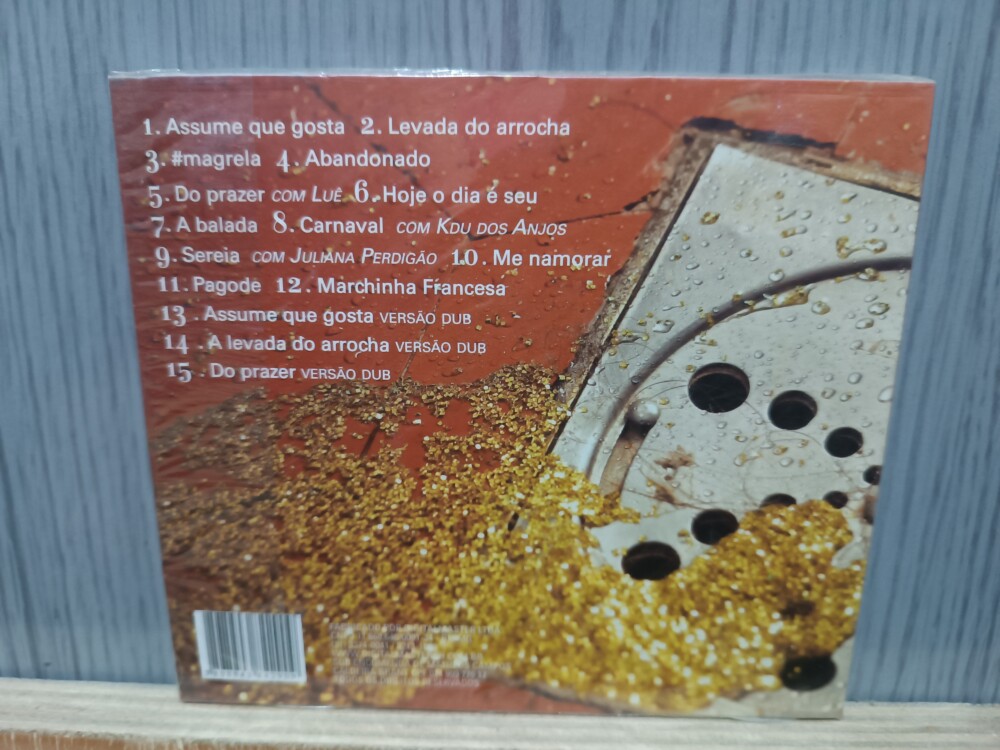 1. Assume que gosta 2. Levada do arrocha
3. #magrela 4. Abandonado
5. Do prazer COM LUÊ 6. Hoje o dia é seu
7. A balada 8. Carnaval COM KDU DOS ANJOS
9. Sereia COM JULIANA PERDIGÃO 10. Me namorar
11. Pagode 12. Marchinha Francesa
13. Assume que gosta VERSÃO DUB
14. A levada do arrocha VERSÃO DUB
15. Do prazer VERSÃO DUB